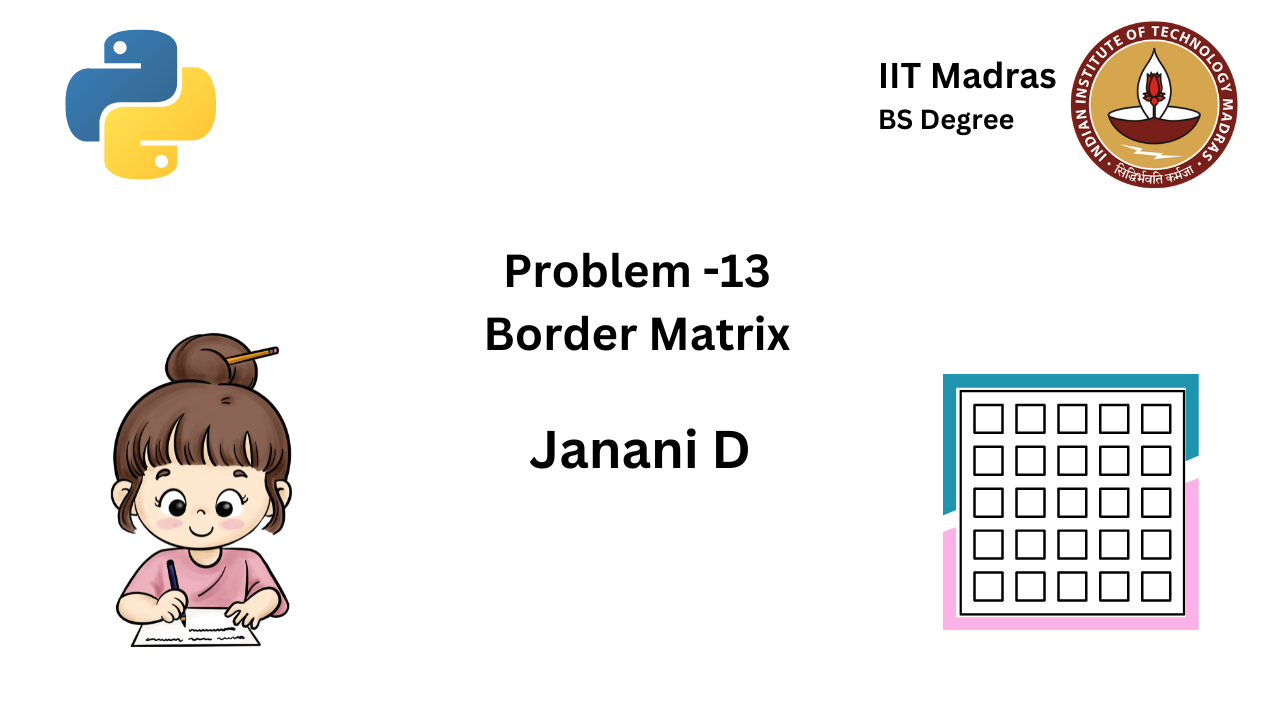 IIT Madras
BS Degree
INDIAN INSTITUTE OF TECHNOLOGY MADRAS
सिद्धिर्भवति कर्मजा
Problem -13
Border Matrix
Janani D